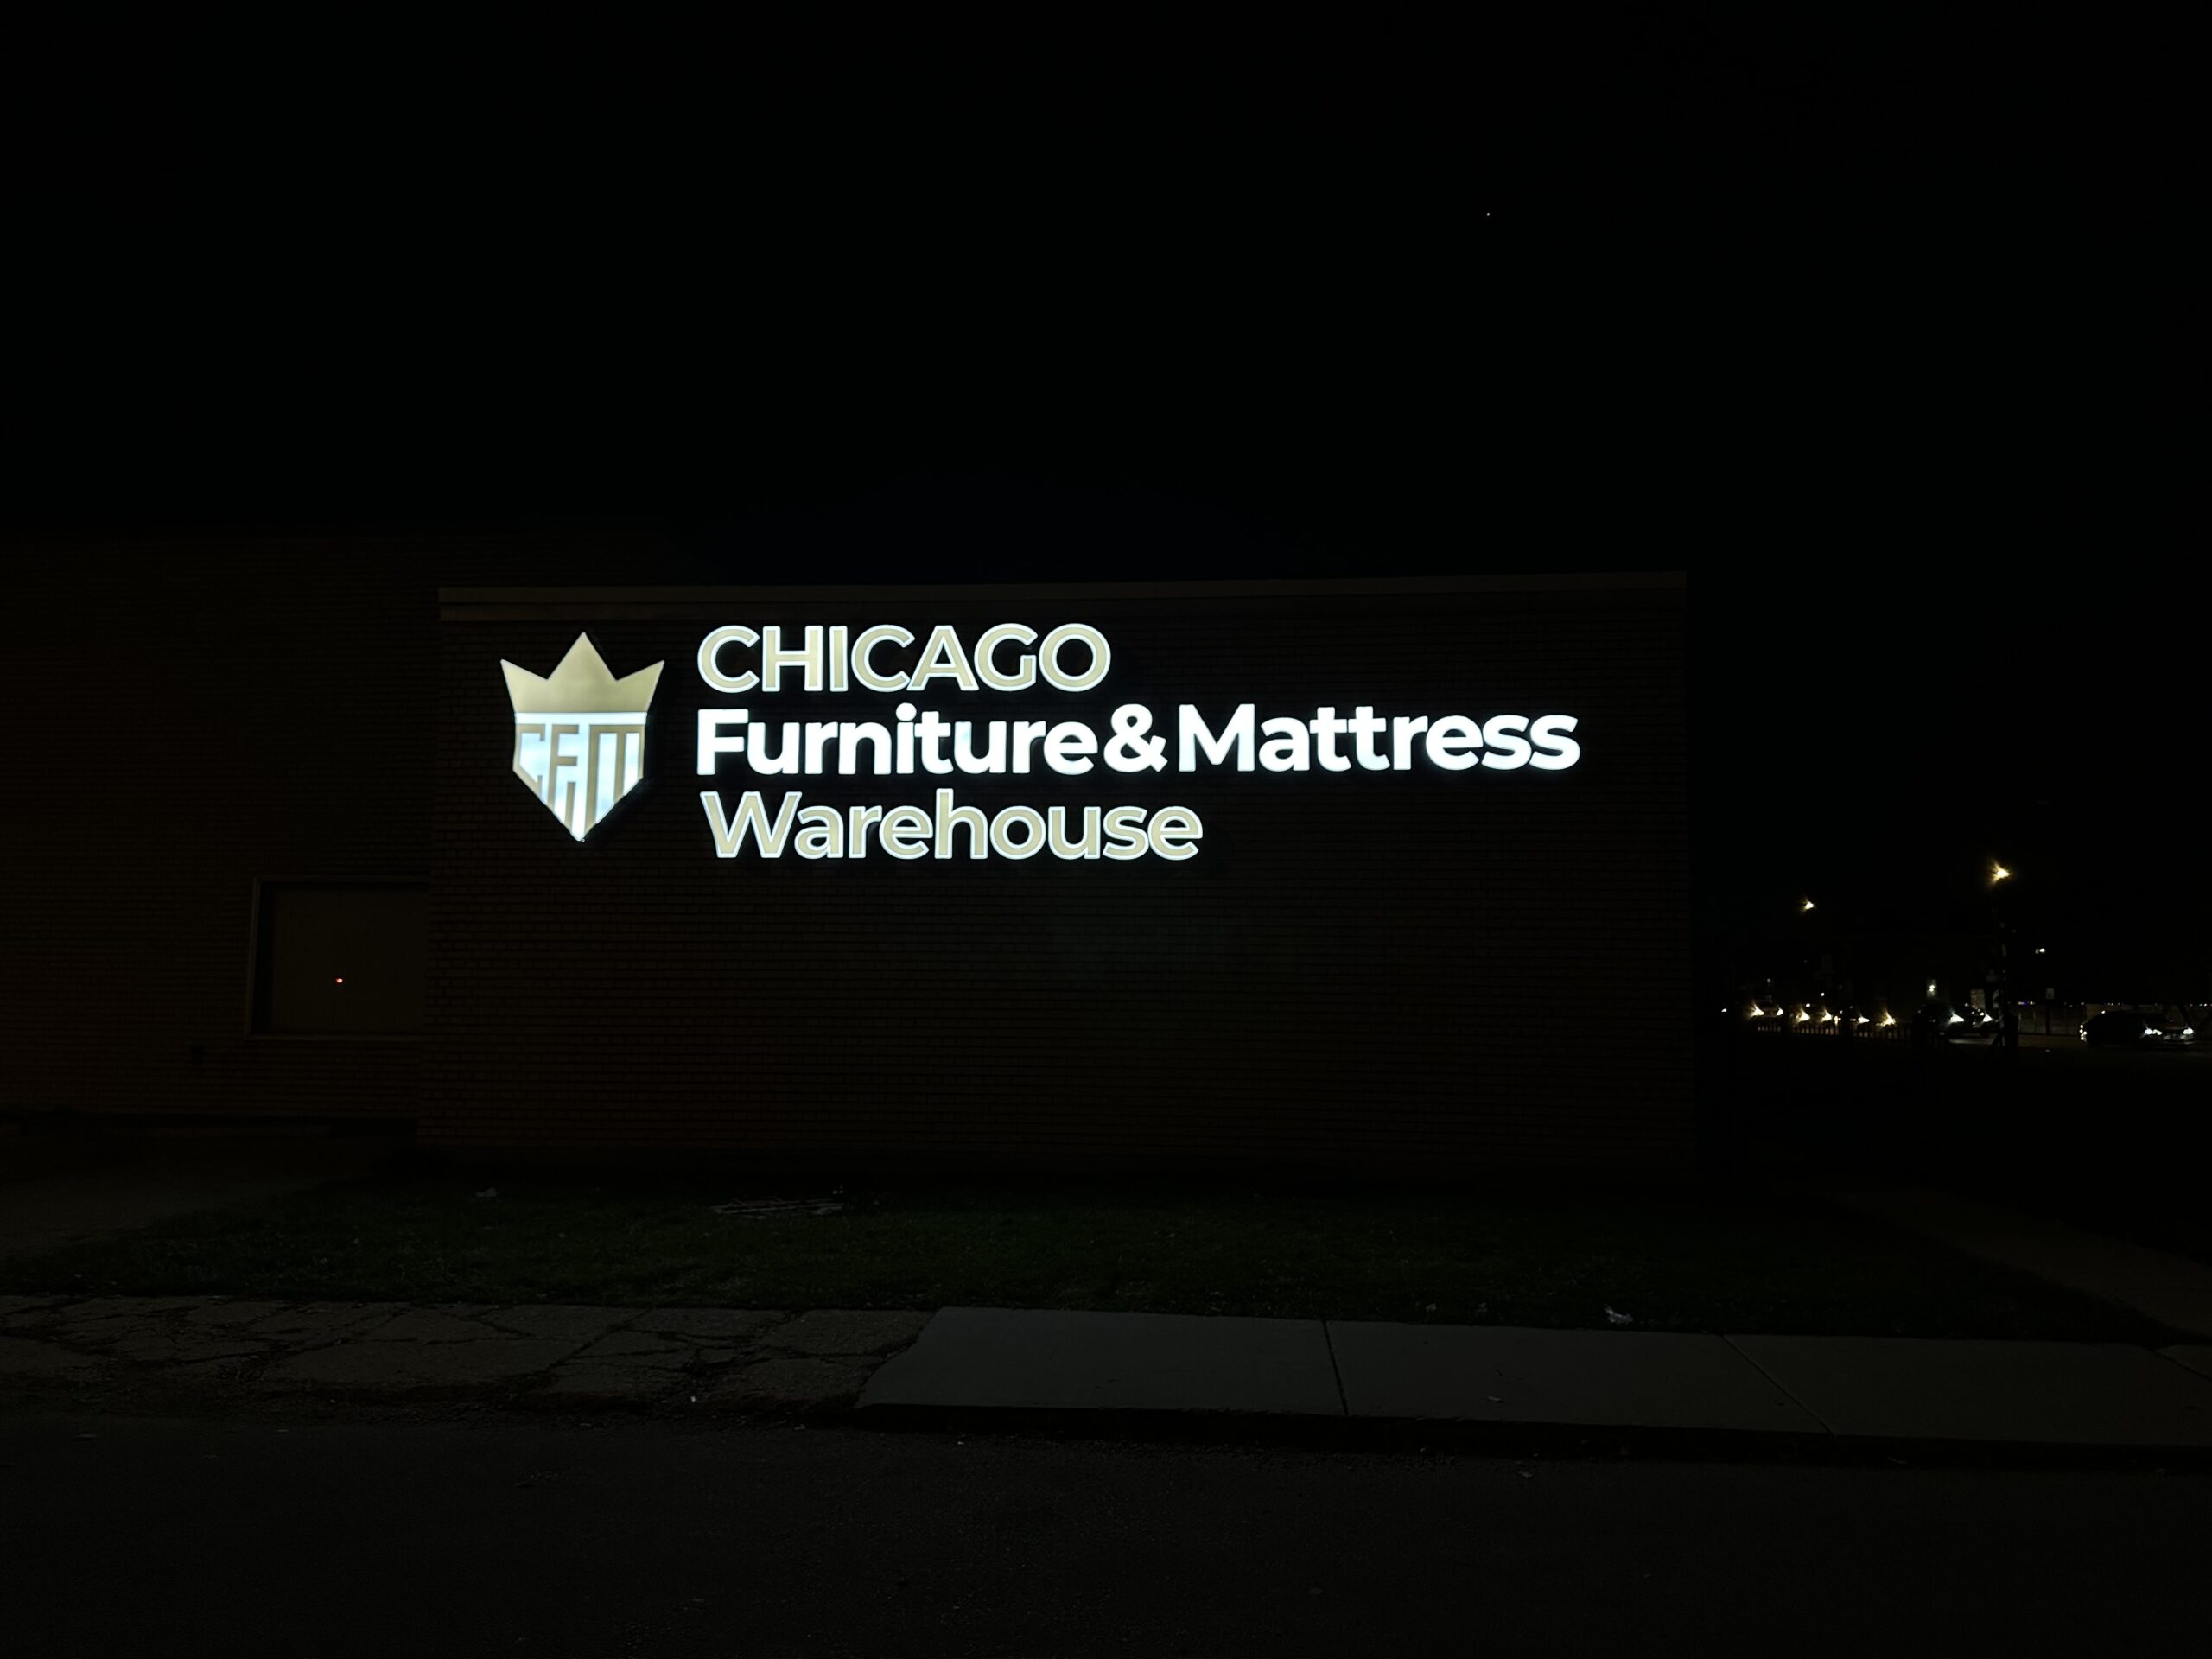 CFM
CHICAGO
Furniture & Mattress
Warehouse